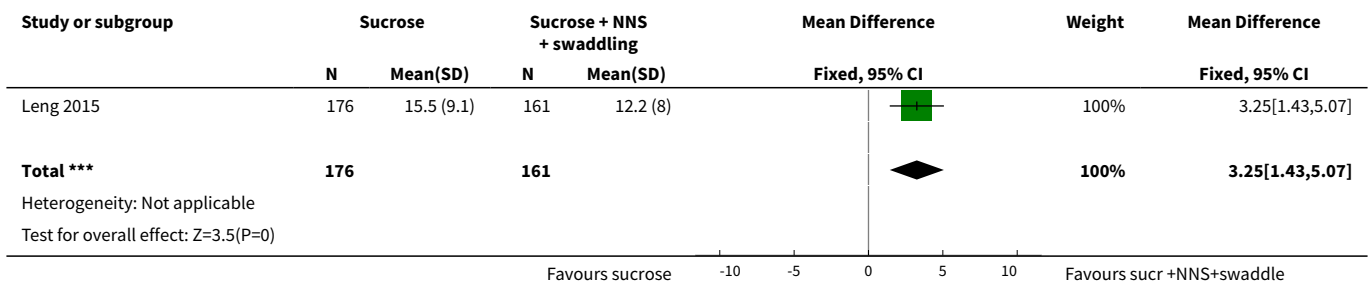 Study or subgroup Sucrose Sucrose + NNS + swaddling Mean Difference Weight Mean Difference
N Mean(SD) N Mean(SD) Fixed, 95% CI Fixed, 95% CI
Leng 2015 176 15.5 (9.1) 161 12.2 (8) 100% 3.25[1.43,5.07]
Total *** 176 161 100% 3.25[1.43,5.07]
Heterogeneity: Not applicable
Test for overall effect: Z=3.5(P=0)
Favours sucrose -10 -5 0 5 10 Favours sucr +NNS+swaddle